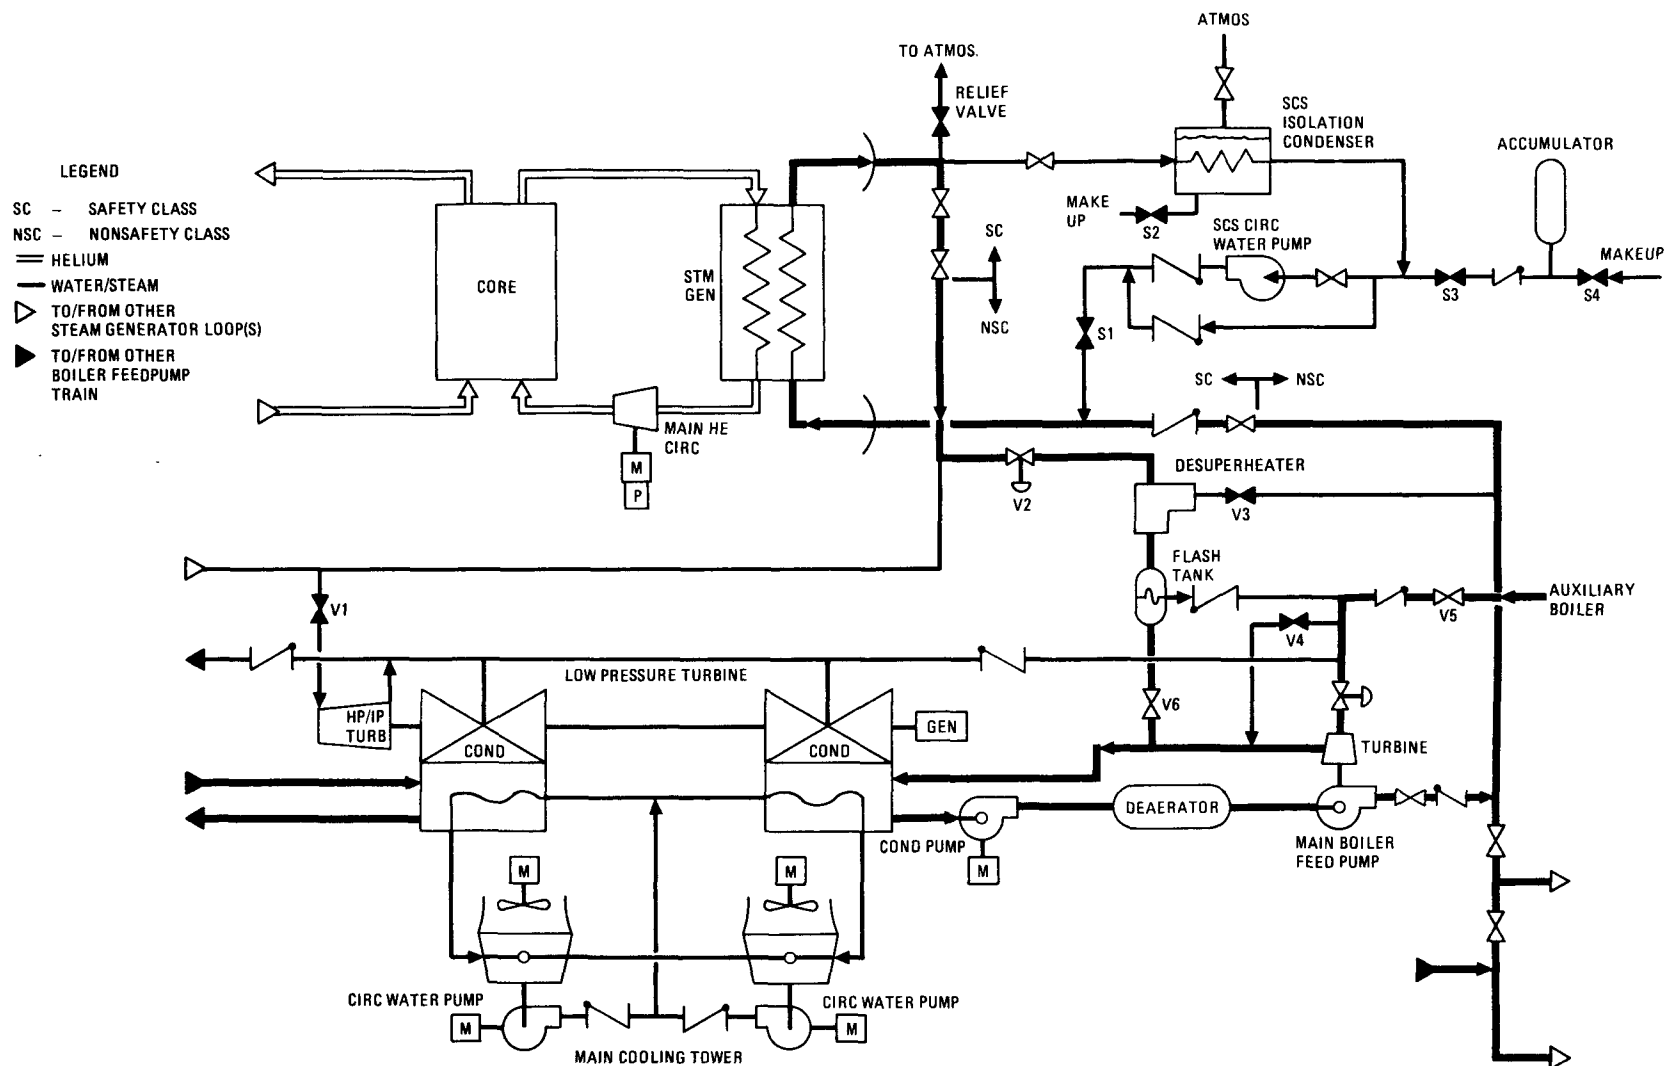 ATMOS
TO ATMOS.
RELIEF
VALVE
SCS
ISOLATION
CONDENSER
ACCUMULATOR
LEGEND
SC – SAFETY CLASS
NSC – NONSAFETY CLASS
HELIUM
WATER/STEAM
TO/FROM OTHER
STEAM GENERATOR LOOP(S)
TO/FROM OTHER
BOILER FEEDPUMP
TRAIN
CORE
STM
GEN
MAKE
UP
S2
SCS CIRC
WATER PUMP
MAKEUP
SC
NSC
S1
S3
S4
SC
NSC
MAIN HE
CIRC
M
P
DESUPERHEATER
V2
V3
FLASH
TANK
AUXILIARY
BOILER
V1
V4
V5
LOW PRESSURE TURBINE
HP/IP
TURB
COND
COND
GEN
V6
TURBINE
DEAERATOR
COND PUMP
M
MAIN BOILER
FEED PUMP
M
M
CIRC WATER PUMP
CIRC WATER PUMP
M
M
MAIN COOLING TOWER